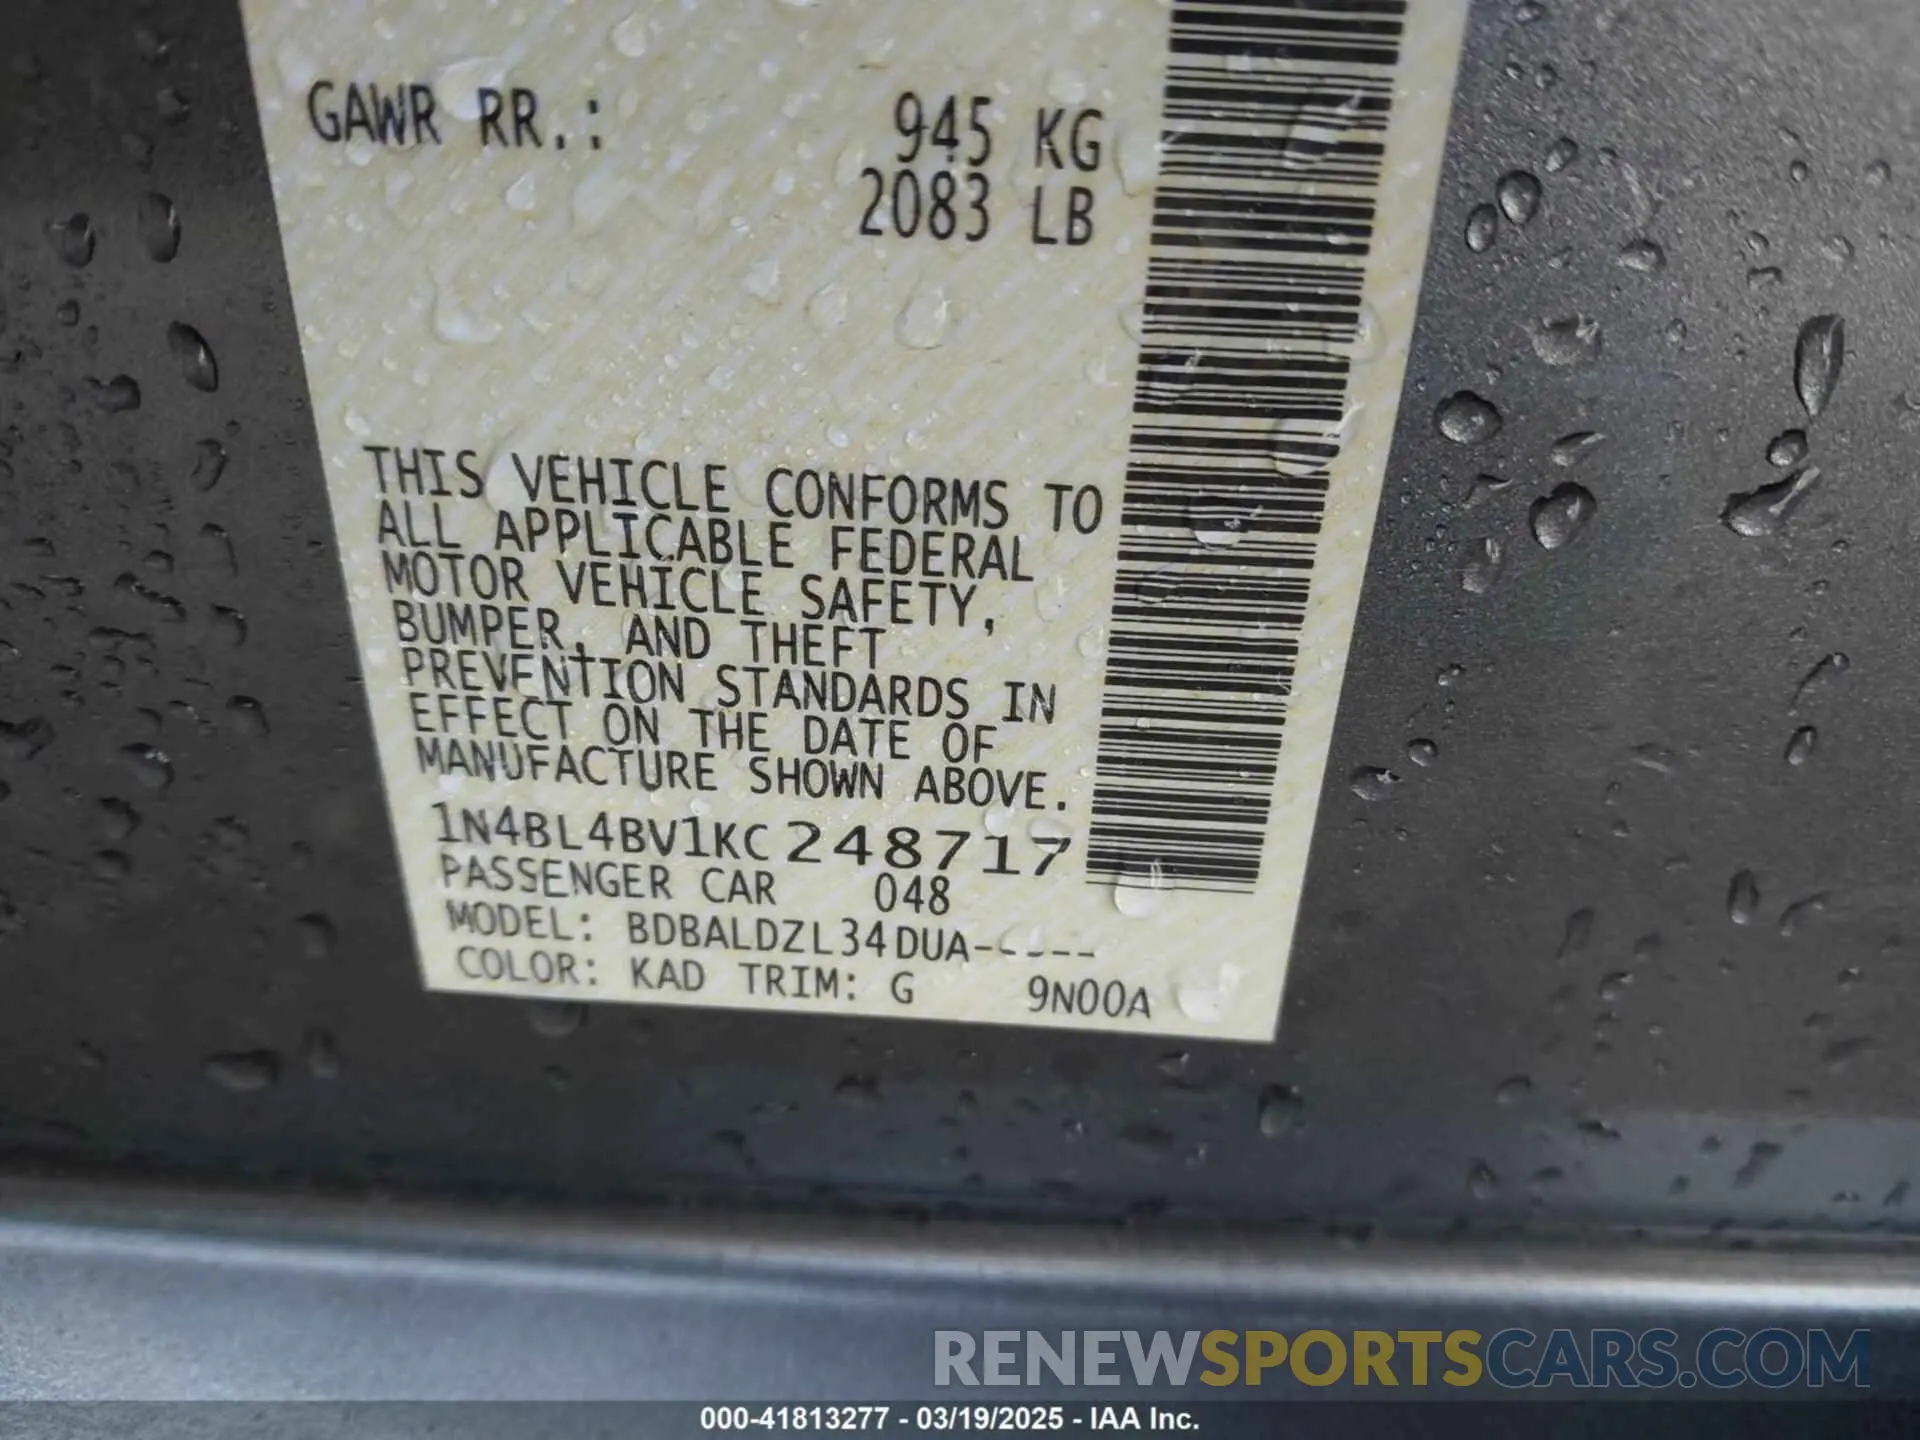 GAWR RR.: 945 KG
2083 LB
THIS VEHICLE CONFORMS TO
ALL APPLICABLE FEDERAL
MOTOR VEHICLE SAFETY,
BUMPER, AND THEFT
PREVENTION STANDARDS IN
EFFECT ON THE DATE OF
MANUFACTURE SHOWN ABOVE.
1N4BL4BV1KC248717
PASSENGER CAR 048
MODEL: BDBALDZL34DUA-----
COLOR: KAD TRIM: G 9N00A
RENEWSPORTSCARS.COM
000-41813277 - 03/19/2025 - IAA Inc.